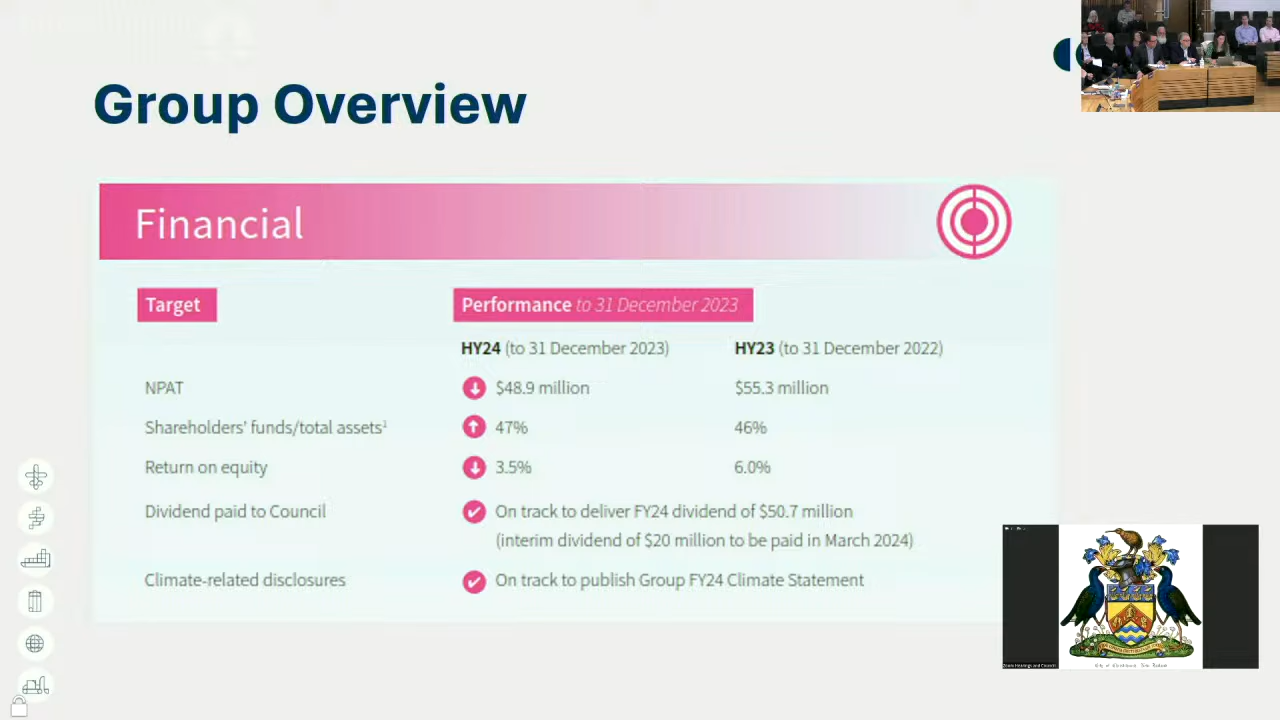 Group Overview
Financial
Target
Performance to 31 December 2023
HY24 (to 31 December 2023) HY23 (to 31 December 2022)
NPAT $48.9 million $55.3 million
Shareholders' funds/total assets¹ 47% 46%
Return on equity 3.5% 6.0%
Dividend paid to Council On track to deliver FY24 dividend of $50.7 million
(interim dividend of $20 million to be paid in March 2024)
Climate-related disclosures On track to publish Group FY24 Climate Statement